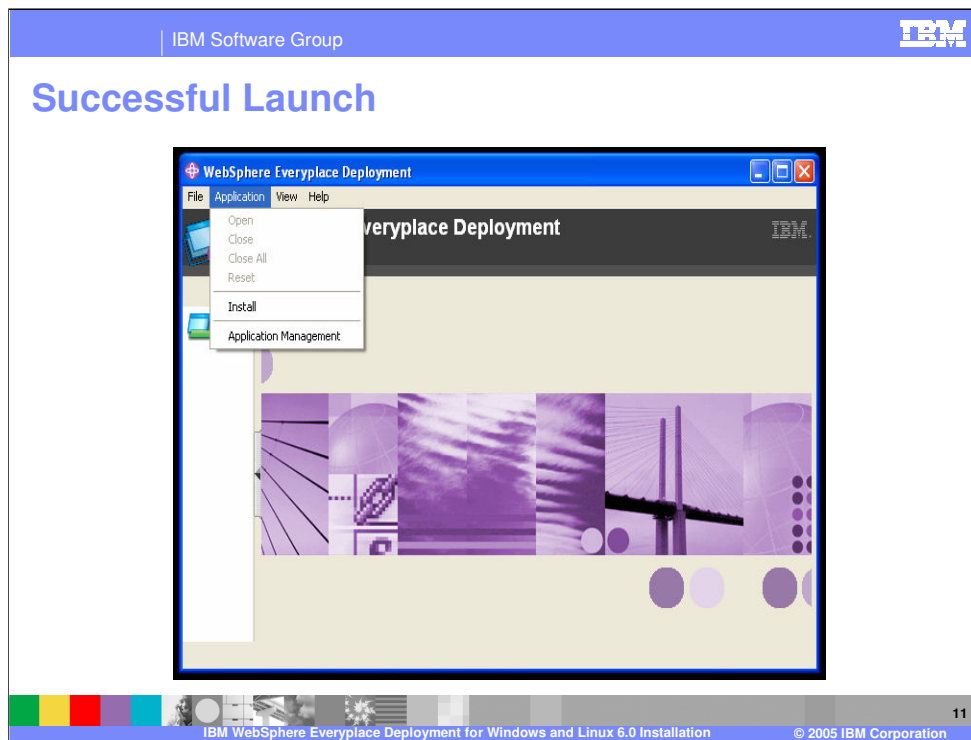 IBM Software Group
IBM
Successful Launch
WebSphere Everyplace Deployment
File Application View Help
Open
Close
Close All
Reset
Install
Application Management
veryplace Deployment
IBM.
11
IBM WebSphere Everyplace Deployment for Windows and Linux 6.0 Installation
© 2005 IBM Corporation